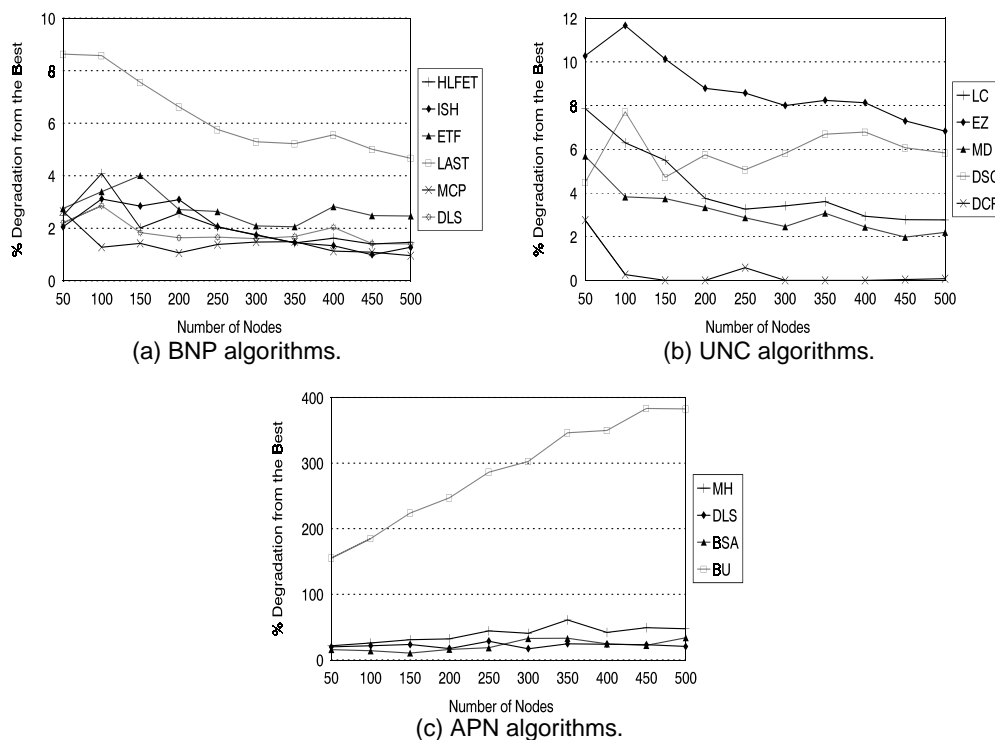 % Degradation from the Best
10
8
6
4
2
0
50 100 150 200 250 300 350 400 450 500
Number of Nodes
HLFET
ISH
ETF
LAST
MCP
DLS
(a) BNP algorithms.
% Degradation from the Best
12
10
8
6
4
2
0
50 100 150 200 250 300 350 400 450 500
Number of Nodes
LC
EZ
MD
DSC
DCP
(b) UNC algorithms.
% Degradation from the Best
400
300
200
100
0
50 100 150 200 250 300 350 400 450 500
Number of Nodes
MH
DLS
BSA
BU
(c) APN algorithms.